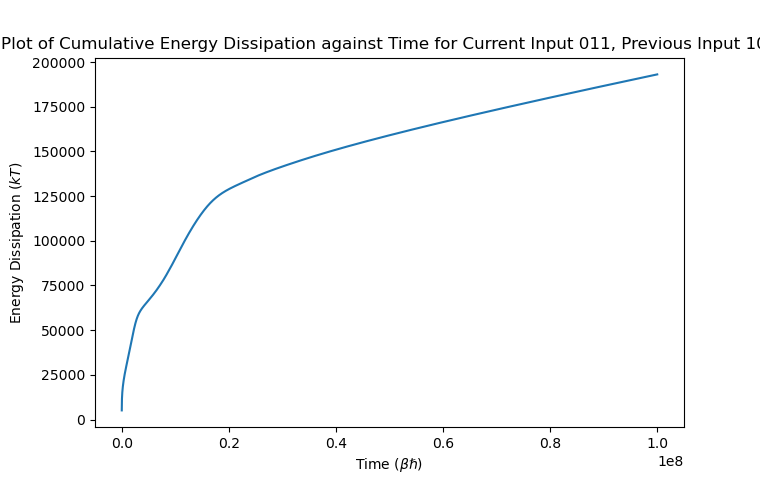 Plot of Cumulative Energy Dissipation against Time for Current Input 011, Previous Input 10
200000
175000
150000
125000
100000
75000
50000
25000
0
Energy Dissipation (kT)
0.0 0.2 0.4 0.6 0.8 1.0
1e8
Time (βℏ)